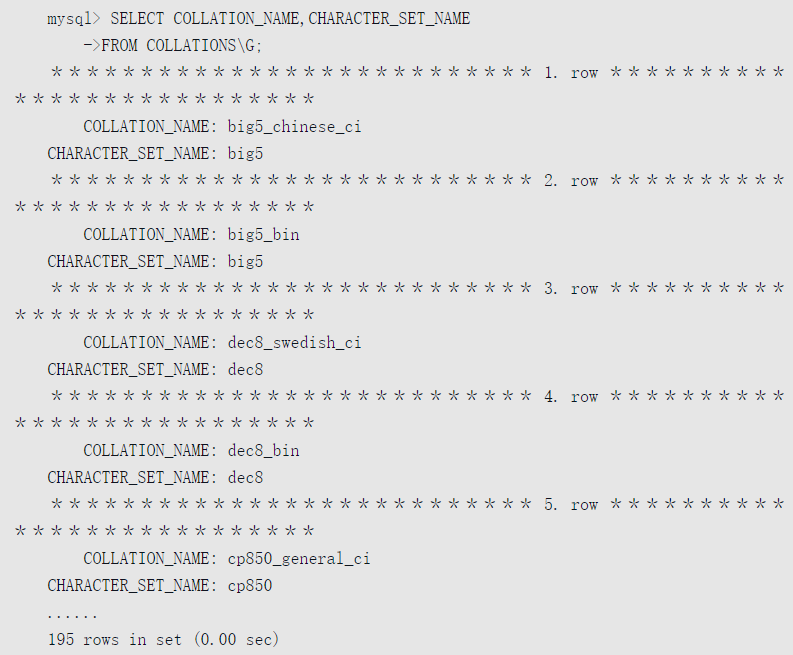 mysql> SELECT COLLATION_NAME,CHARACTER_SET_NAME
->FROM COLLATIONS\G;
*************************** 1. row **********
*****************
COLLATION_NAME: big5_chinese_ci
CHARACTER_SET_NAME: big5
*************************** 2. row **********
*****************
COLLATION_NAME: big5_bin
CHARACTER_SET_NAME: big5
*************************** 3. row **********
*****************
COLLATION_NAME: dec8_swedish_ci
CHARACTER_SET_NAME: dec8
*************************** 4. row **********
*****************
COLLATION_NAME: dec8_bin
CHARACTER_SET_NAME: dec8
*************************** 5. row **********
*****************
COLLATION_NAME: cp850_general_ci
CHARACTER_SET_NAME: cp850
......
195 rows in set (0.00 sec)